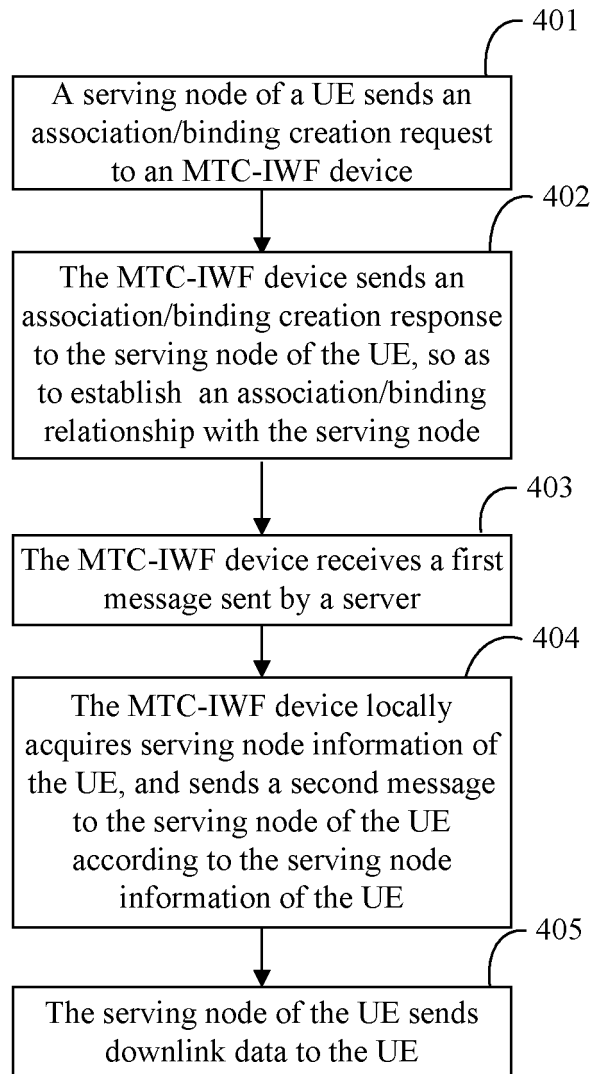 401
A serving node of a UE sends an
association/binding creation request
to an MTC-IWF device
402
The MTC-IWF device sends an
association/binding creation response
to the serving node of the UE, so as
to establish an association/binding
relationship with the serving node
403
The MTC-IWF device receives a first
message sent by a server
404
The MTC-IWF device locally
acquires serving node information of
the UE, and sends a second message
to the serving node of the UE
according to the serving node
information of the UE
405
The serving node of the UE sends
downlink data to the UE